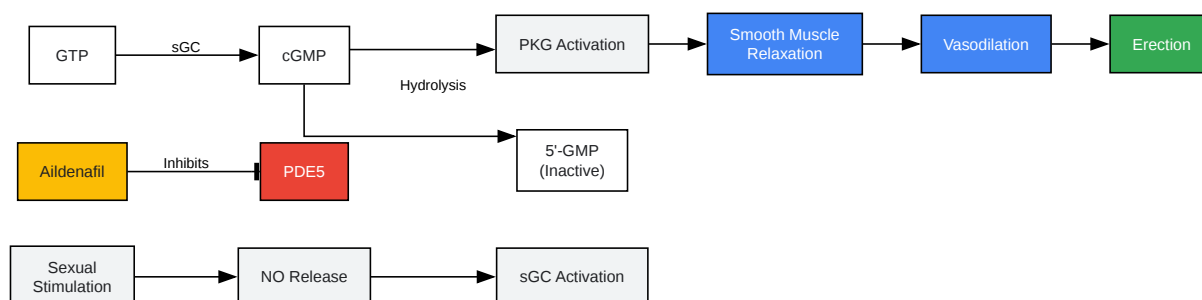 GTP
sGC
cGMP
PKG Activation
Smooth Muscle
Relaxation
Vasodilation
Erection
Hydrolysis
5'-GMP
(Inactive)
Aildenafil
Inhibits
PDE5
Sexual
Stimulation
NO Release
sGC Activation